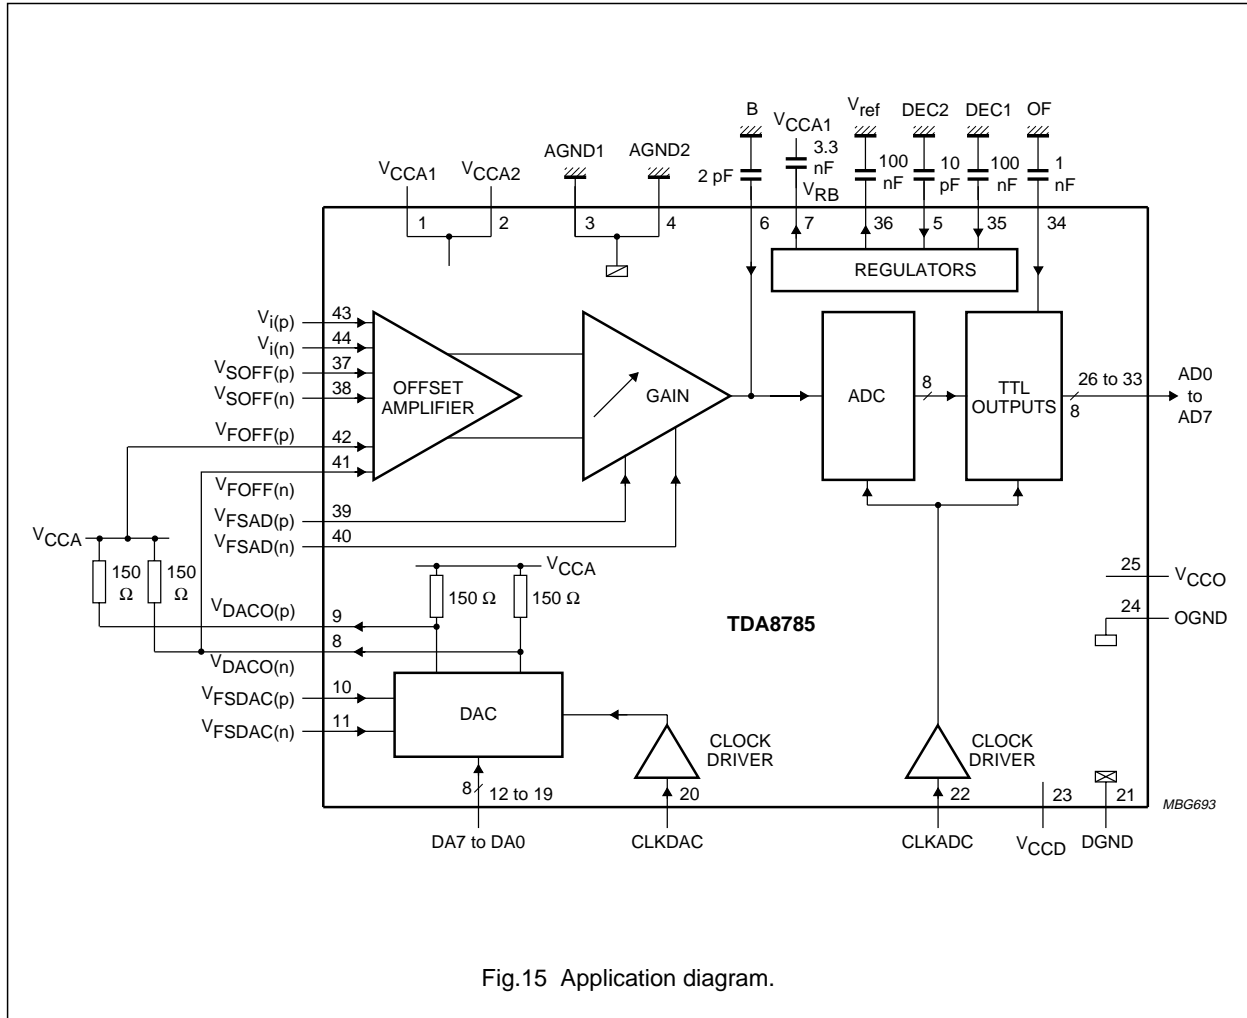 B
Vref
DEC2
DEC1
OF
VCCA1
3.3
nF
2 pF
100
nF
10
pF
100
nF
1
nF
VRB
VCCA1
VCCA2
AGND1
AGND2
1
2
3
4
6
7
36
5
35
34
REGULATORS
Vi(p)
43
Vi(n)
44
VSOFF(p)
37
VSOFF(n)
38
VFOFF(p)
42
41
VFOFF(n)
VFSAD(p)
39
VFSAD(n)
40
OFFSET
AMPLIFIER
GAIN
ADC
8
TTL
OUTPUTS
26 to 33
8
AD0
to
AD7
VCCA
150
Ω
150
Ω
VCCA
150 Ω
150 Ω
VDACO(p)
9
8
VDACO(n)
VFSDAC(p)
10
VFSDAC(n)
11
DAC
TDA8785
25
VCCO
24
OGND
CLOCK
DRIVER
CLOCK
DRIVER
8
12 to 19
20
22
23
21
MBG693
DA7 to DA0
CLKDAC
CLKADC
VCCD
DGND
Fig.15 Application diagram.